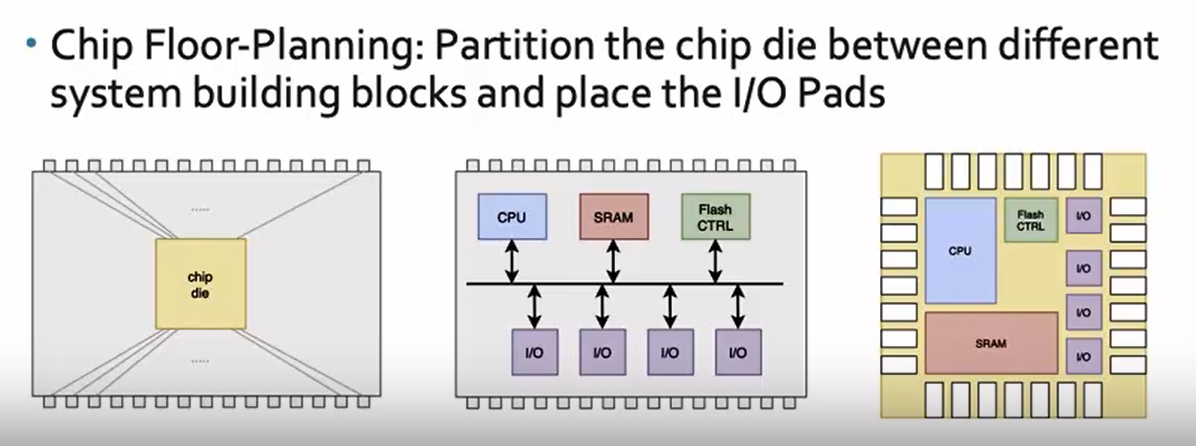 • Chip Floor-Planning: Partition the chip die between different
system building blocks and place the I/O Pads
.....
chip
die
.....
CPU
SRAM
Flash
CTRL
I/O
I/O
I/O
I/O
CPU
Flash
CTRL
I/O
I/O
I/O
SRAM
I/O